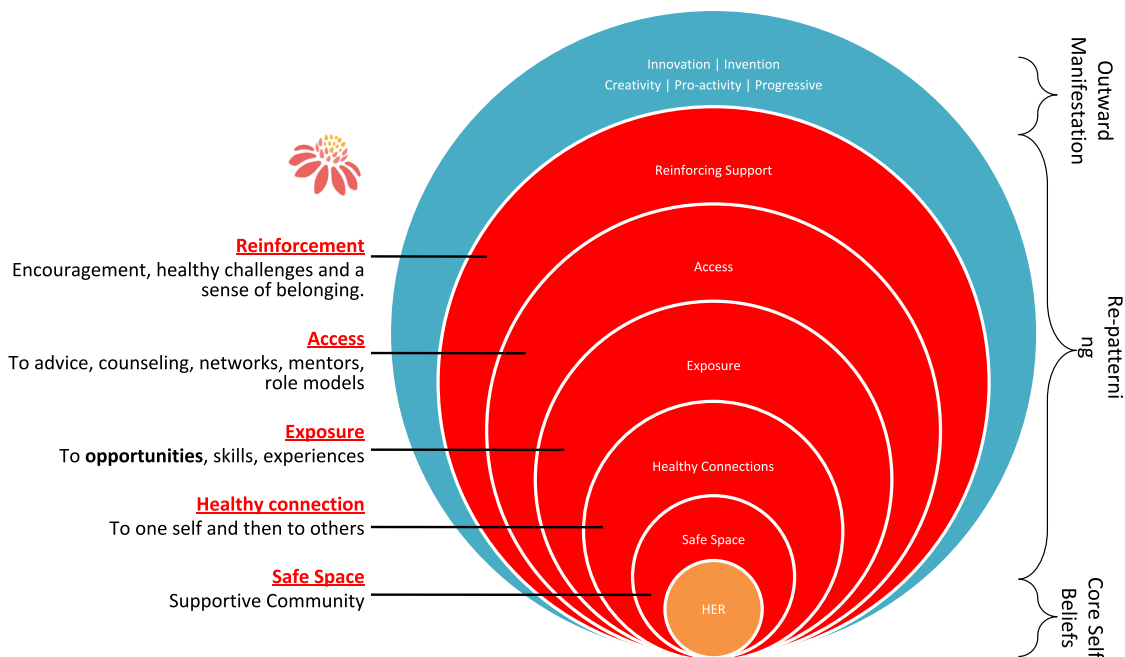 Innovation | Invention
Creativity | Pro-activity | Progressive
Reinforcing Support
Access
Exposure
Healthy Connections
Safe Space
HER
Reinforcement
Encouragement, healthy challenges and a
sense of belonging.
Access
To advice, counseling, networks, mentors,
role models
Exposure
To opportunities, skills, experiences
Healthy connection
To one self and then to others
Safe Space
Supportive Community
Outward
Manifestation
Re-patterni
ng
Core Self
Beliefs